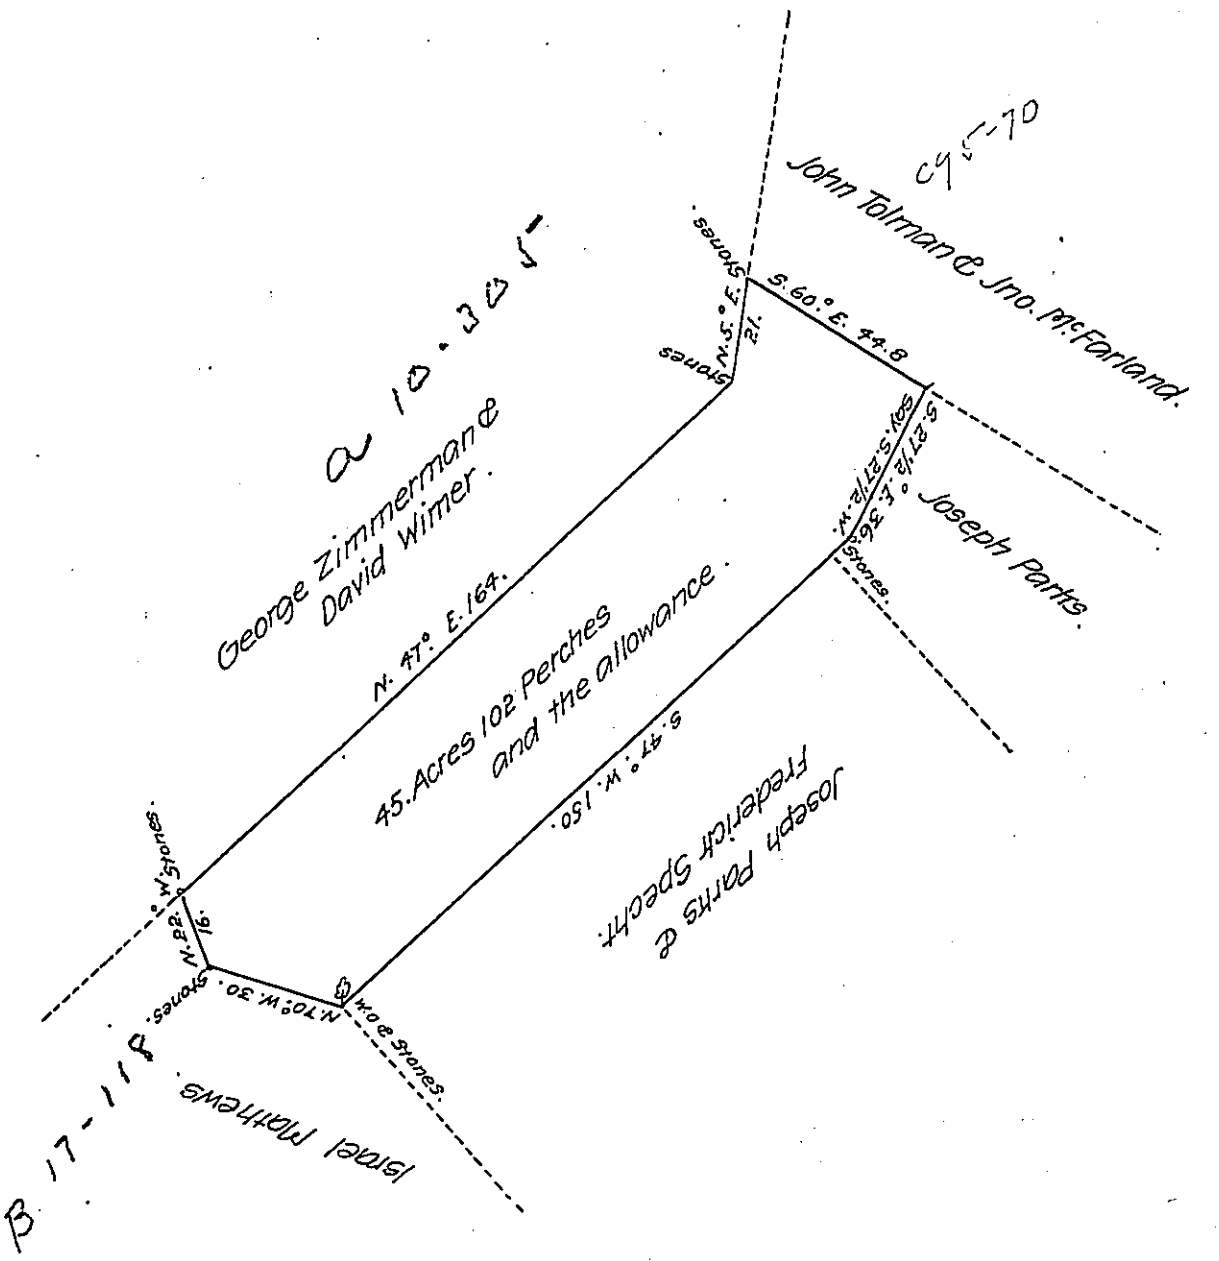 C95-70
John Tolman & Jno. McFarland.
Stones.
S. 60.° E. 44.8
N. 5.° E.
21.
Stones
a 10-305
George Zimmerman &
David Wimer.
N. 47.° E. 164.
S. 27 1/2° E. 36.
say. S. 27 1/2. W.
Stones.
Joseph Parks.
45. Acres 102 Perches
and the allowance.
S. 47.° W. 150.
Joseph Parks &
Frederick Specht.
Stones.
N. 22.° W.
16.
Stones.
N. 70° W. 30.
W O & Stones.
Israel Mathews
B 17-118